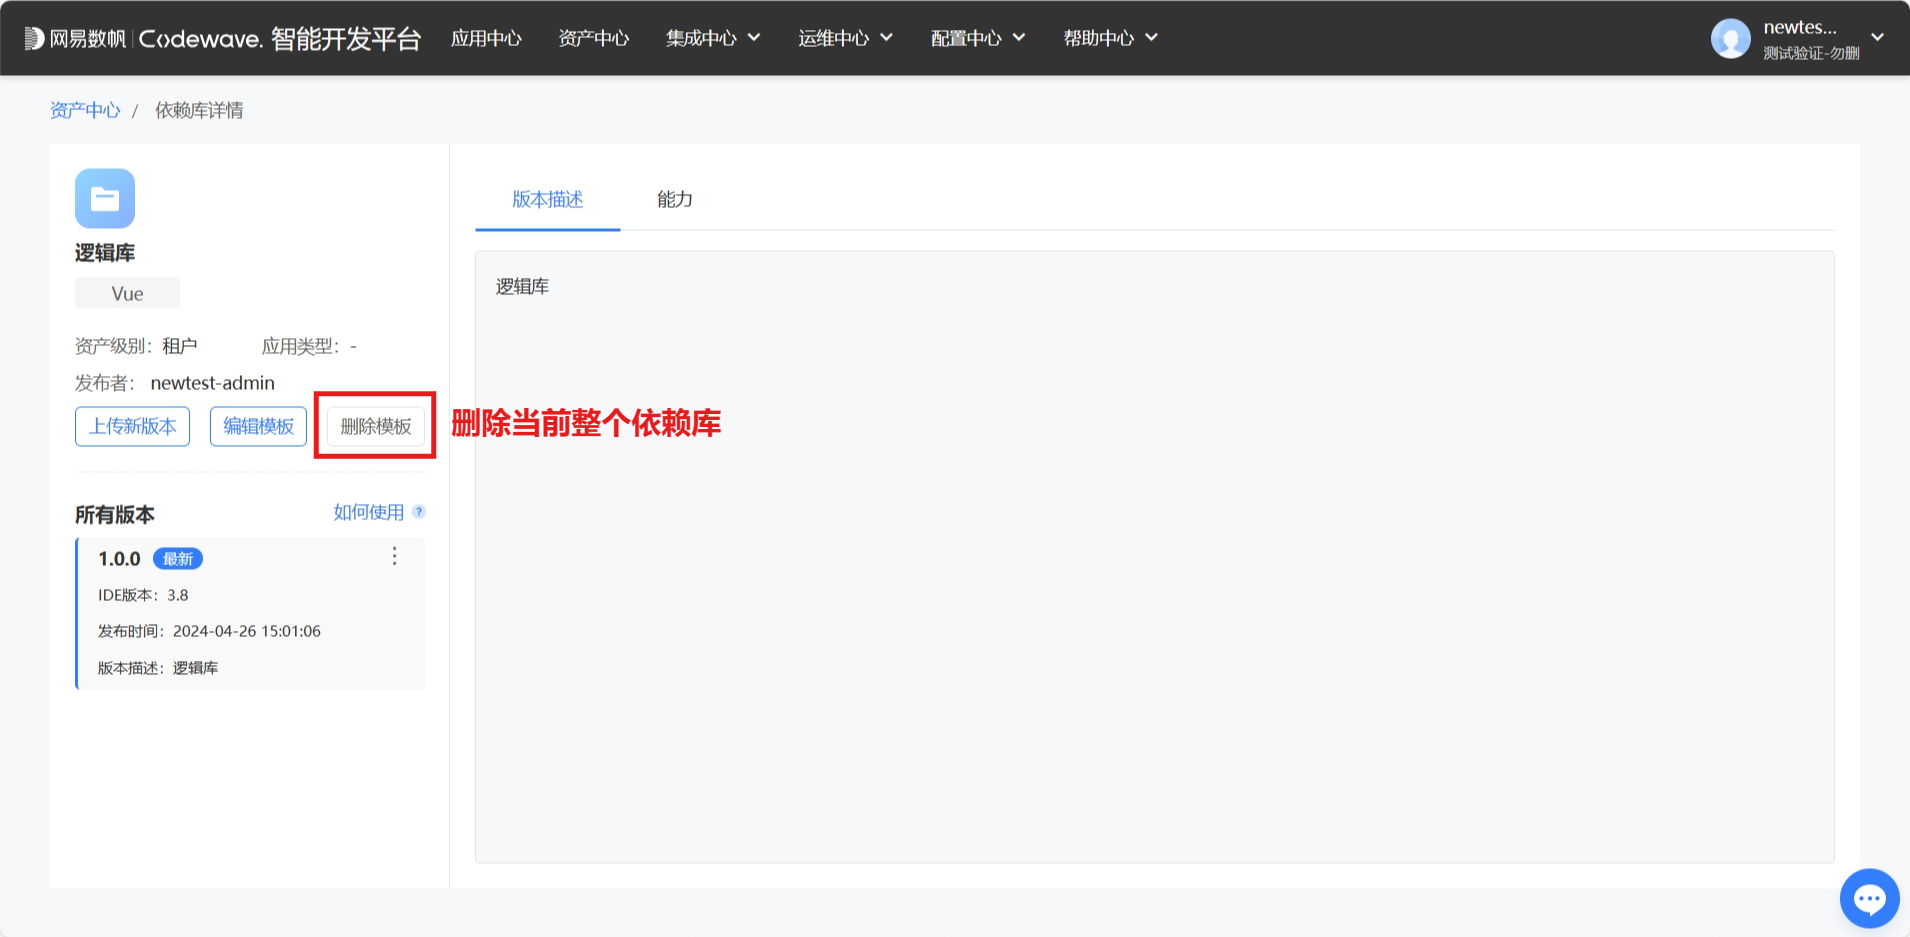 网易数帆 Codewave. 智能开发平台 应用中心 资产中心 集成中心 运维中心 配置中心 帮助中心 newtes...
测试验证-勿删
资产中心 / 依赖库详情
逻辑库
Vue
资产级别：租户 应用类型：-
发布者： newtest-admin
上传新版本 编辑模板 删除模板
删除当前整个依赖库
所有版本 如何使用 ?
1.0.0 最新
IDE版本：3.8
发布时间：2024-04-26 15:01:06
版本描述：逻辑库
版本描述 能力
逻辑库